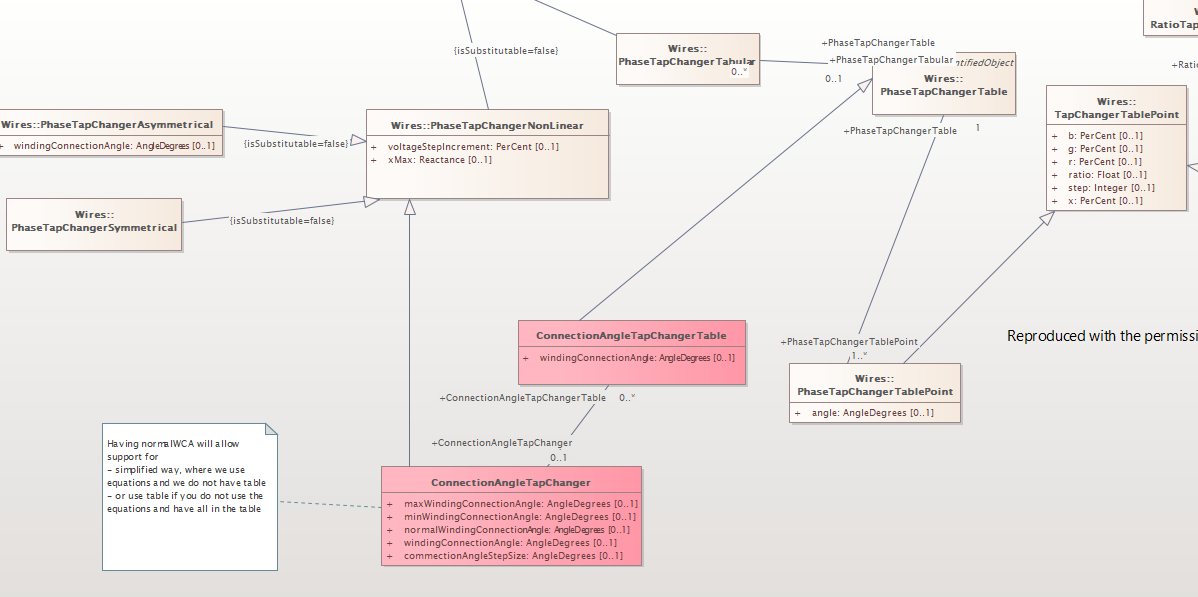 W
RatioTap
+Ratio
{isSubstitutable=false}
Wires::
PhaseTapChangerTabular
0..*
+PhaseTapChangerTable
+PhaseTapChangerTabular
0..1
ntifiedObject
Wires::
PhaseTapChangerTable
+PhaseTapChangerTable
1
Wires::
TapChangerTablePoint
+ b: PerCent [0..1]
+ g: PerCent [0..1]
+ r: PerCent [0..1]
+ ratio: Float [0..1]
+ step: Integer [0..1]
+ x: PerCent [0..1]
Wires::PhaseTapChangerAsymmetrical
+ windingConnectionAngle: AngleDegrees [0..1]
{isSubstitutable=false}
Wires::PhaseTapChangerNonLinear
+ voltageStepIncrement: PerCent [0..1]
+ xMax: Reactance [0..1]
Wires::
PhaseTapChangerSymmetrical
{isSubstitutable=false}
ConnectionAngleTapChangerTable
+ windingConnectionAngle: AngleDegrees [0..1]
+ConnectionAngleTapChangerTable 0..*
+ConnectionAngleTapChanger
0..1
+PhaseTapChangerTablePoint
1..*
Wires::
PhaseTapChangerTablePoint
+ angle: AngleDegrees [0..1]
Reproduced with the permissi
Having normalWCA will allow
support for
- simplified way, where we use
equations and we do not have table
- or use table if you do not use the
equations and have all in the table
ConnectionAngleTapChanger
+ maxWindingConnectionAngle: AngleDegrees [0..1]
+ minWindingConnectionAngle: AngleDegrees [0..1]
+ normalWindingConnectionAngle: AngleDegrees [0..1]
+ windingConnectionAngle: AngleDegrees [0..1]
+ commectionAngleStepSize: AngleDegrees [0..1]